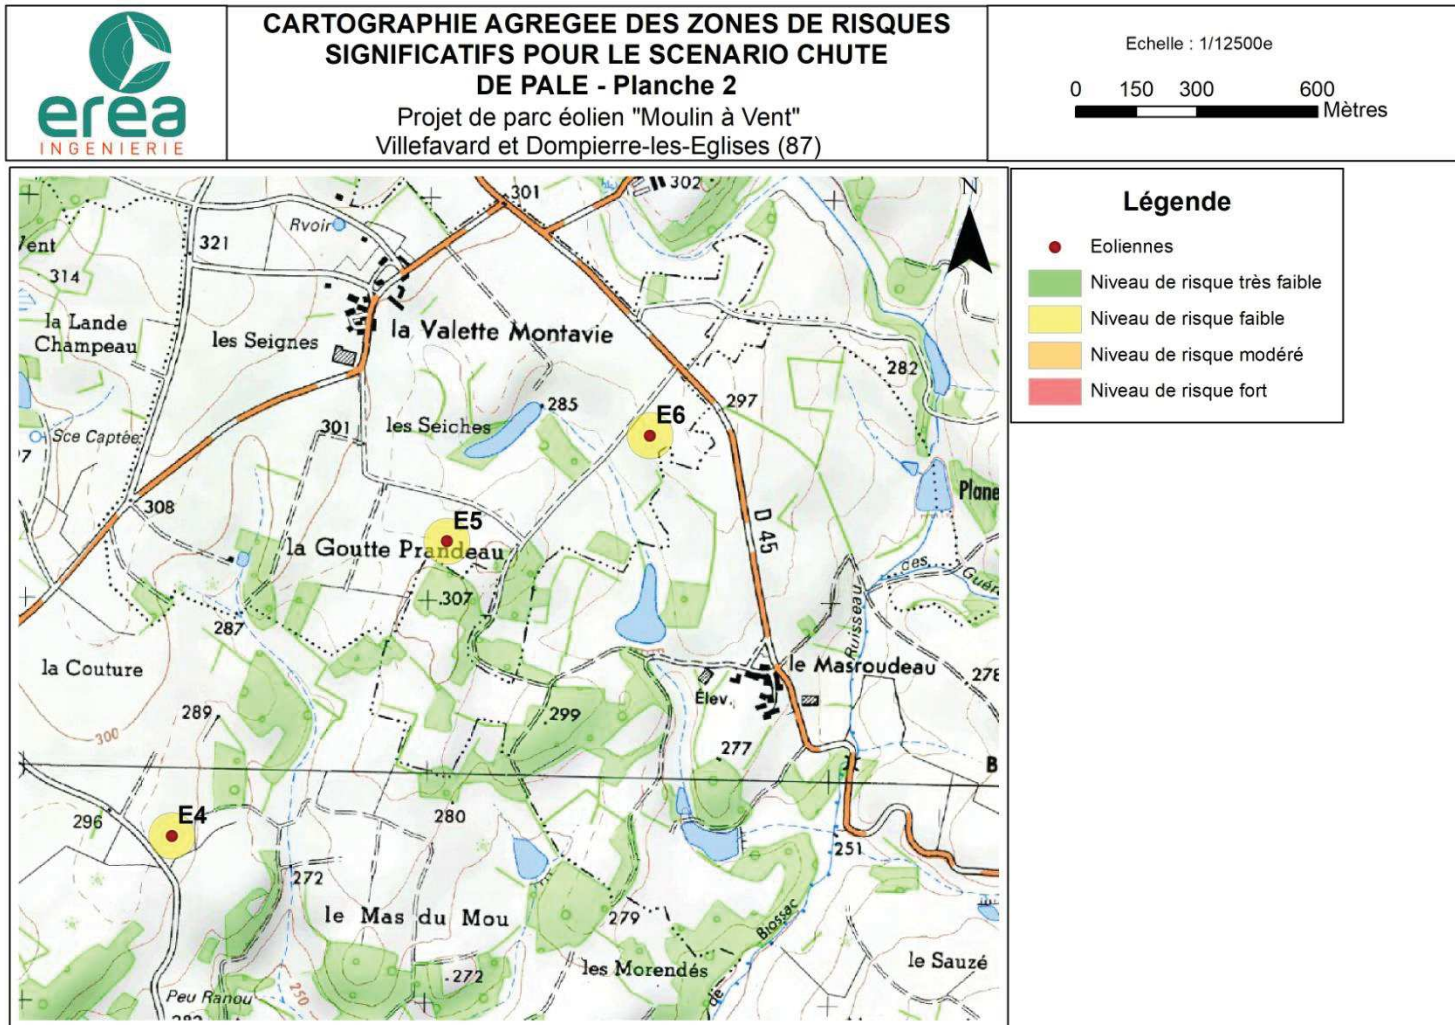 erea
INGENIERIE
CARTOGRAPHIE AGREGEE DES ZONES DE RISQUES
SIGNIFICATIFS POUR LE SCENARIO CHUTE
DE PALE - Planche 2
Projet de parc éolien "Moulin à Vent"
Villefavard et Dompierre-les-Eglises (87)
Echelle : 1/12500e
0 150 300 600
Mètres
Légende
Eoliennes
Niveau de risque très faible
Niveau de risque faible
Niveau de risque modéré
Niveau de risque fort
N
301
302
Rvoir
321
Vent
314
la Lande
Champeau
les Seignes
la Valette Montavie
282
285
E6
297
301
les Seiches
Sce Captée
308
Plane
E5
D 45
la Goutte Prandeau
des
Guér
307
287
Ruisseau
la Couture
le Masroudeau
278
Élev.
289
299
300
277
B
E4
296
280
251
272
le Mas du Mou
279
Biossac
de
les Morendés
le Sauzé
272
250
Peu Ranou